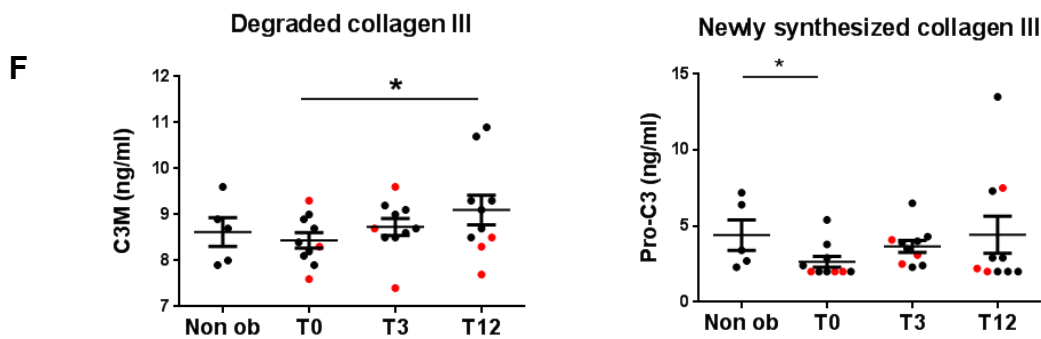 F
Degraded collagen III
C3M (ng/ml)
12
11
10
9
8
7
*
Non ob T0 T3 T12
Newly synthesized collagen III
Pro-C3 (ng/ml)
15
10
5
0
*
Non ob T0 T3 T12